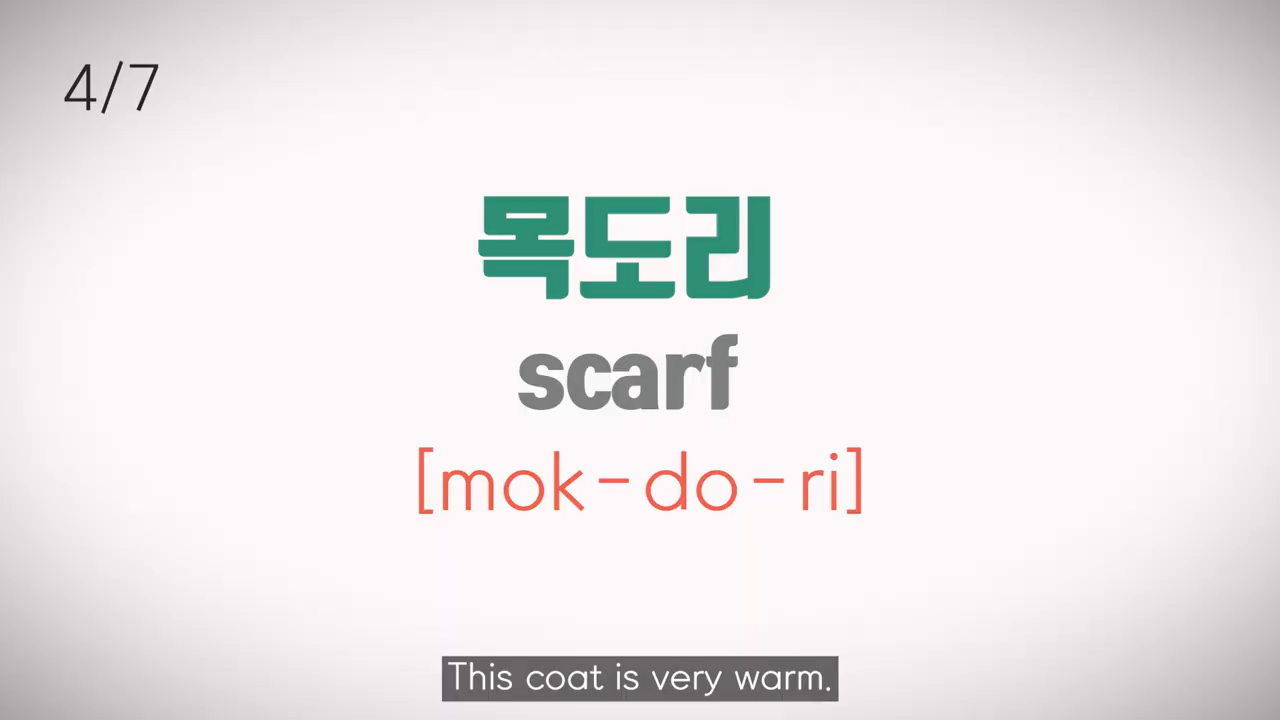 4/7
목도리
scarf
[mok-do-ri]
This coat is very warm.